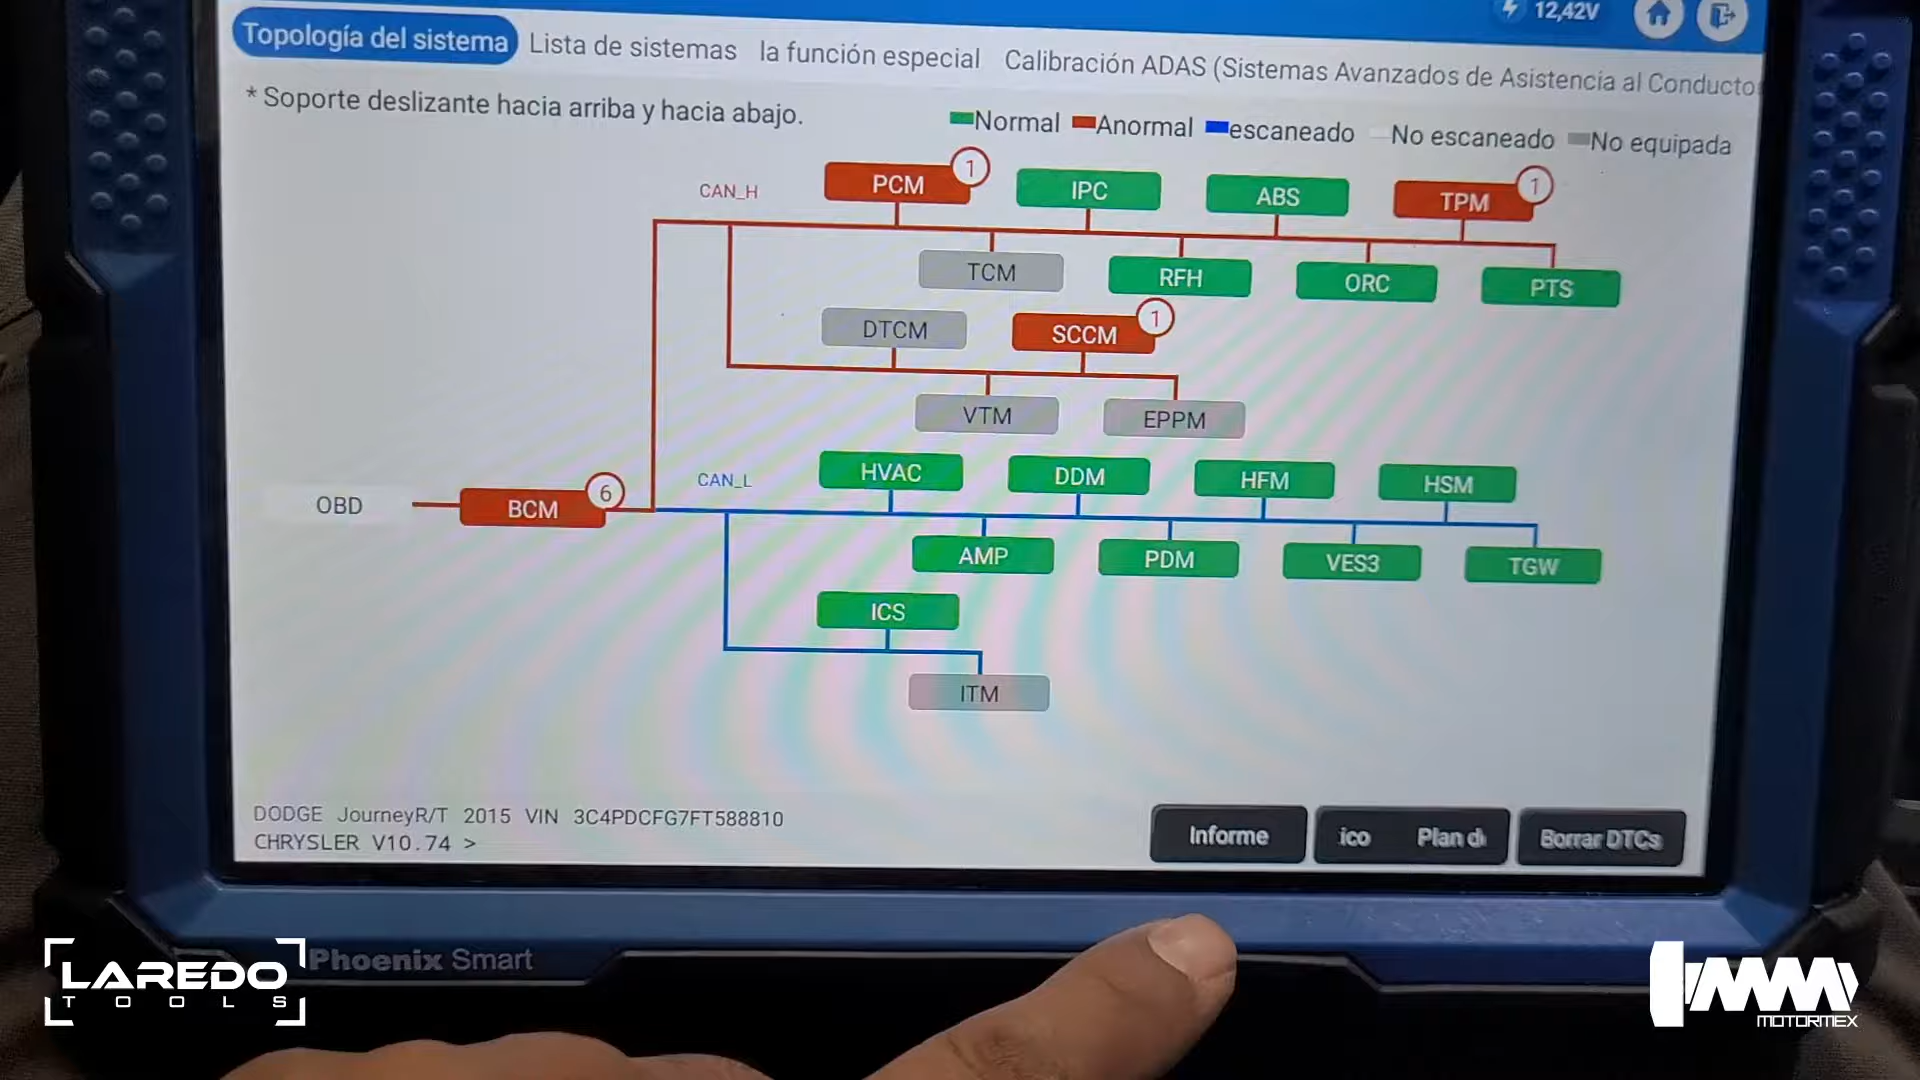 12,42V
Topología del sistema Lista de sistemas la función especial Calibración ADAS (Sistemas Avanzados de Asistencia al Conductor
* Soporte deslizante hacia arriba y hacia abajo.
Normal Anormal escaneado No escaneado No equipada
CAN_H PCM 1 IPC ABS TPM 1
TCM RFH ORC PTS
DTCM SCCM 1
VTM EPPM
CAN_L HVAC DDM HFM HSM
OBD BCM 6
AMP PDM VES3 TGW
ICS
ITM
DODGE JourneyR/T 2015 VIN 3C4PDCFG7FT588810
CHRYSLER V10.74 >
Informe ico Plan d Borrar DTCs
Phoenix Smart
LAREDO
TOOLS
MOTORMEX